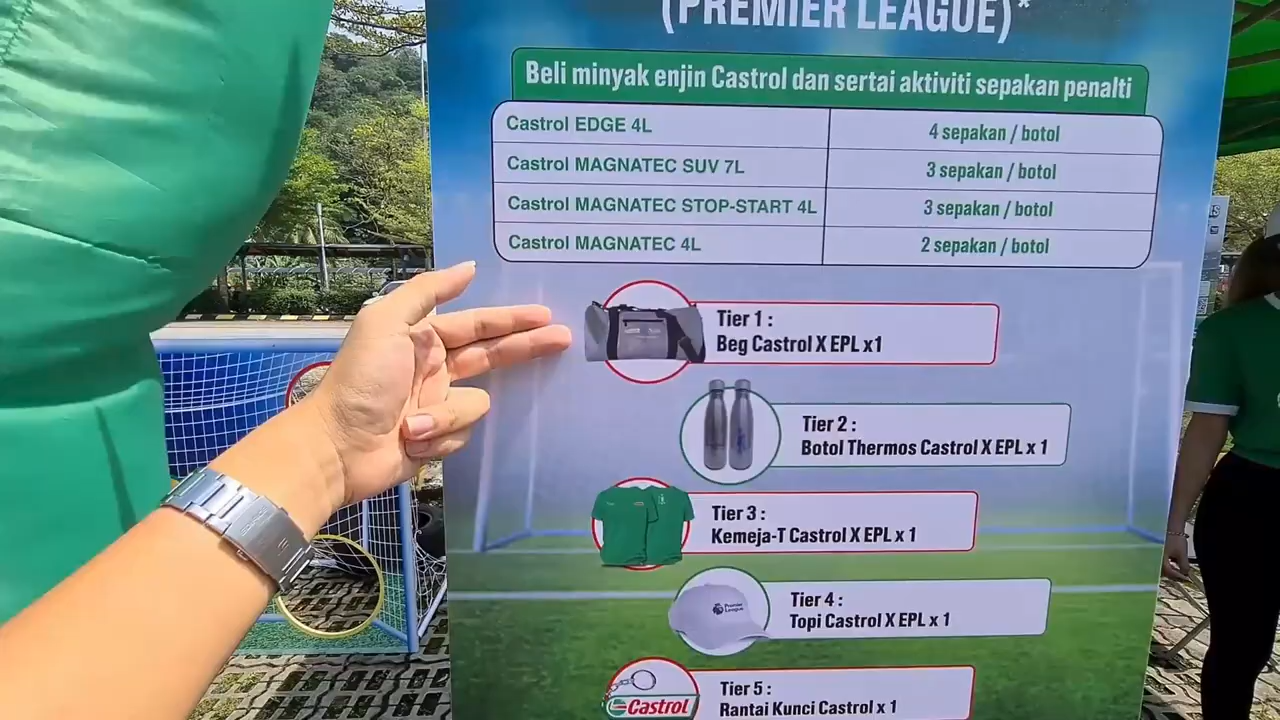 (PREMIER LEAGUE)*
Beli minyak enjin Castrol dan sertai aktiviti sepakan penalti
Castrol EDGE 4L
4 sepakan / botol
Castrol MAGNATEC SUV 7L
3 sepakan / botol
Castrol MAGNATEC STOP-START 4L
3 sepakan / botol
Castrol MAGNATEC 4L
2 sepakan / botol
Tier 1 :
Beg Castrol X EPL x1
Tier 2 :
Botol Thermos Castrol X EPL x 1
Tier 3 :
Kemeja-T Castrol X EPL x 1
Premier
League
Tier 4 :
Topi Castrol X EPL x 1
Castrol
Tier 5 :
Rantai Kunci Castrol x 1